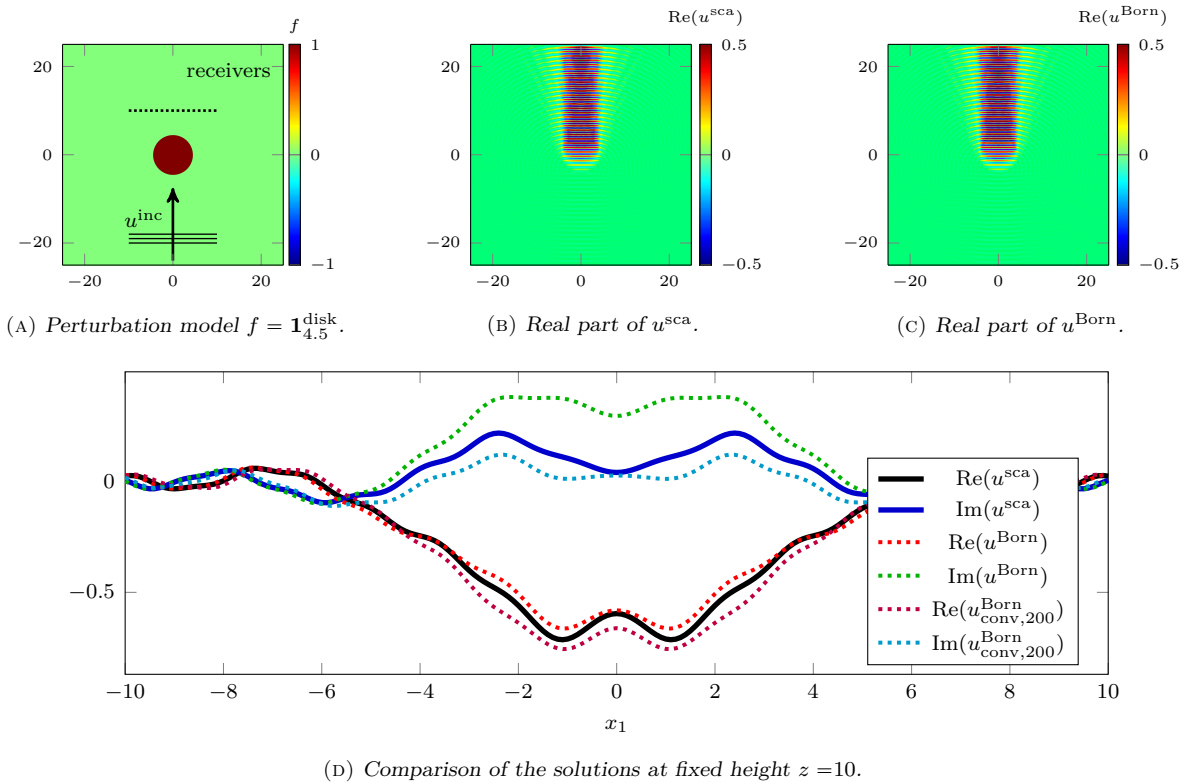 f
Re(u^sca)
Re(u^Born)
20
0
−20
−20
0
20
1
0
−1
receivers
u^inc
20
0
−20
−20
0
20
0.5
0
−0.5
20
0
−20
−20
0
20
0.5
0
−0.5
(A) Perturbation model f = 𝟏^disk_4.5.
(B) Real part of u^sca.
(C) Real part of u^Born.
0
−0.5
−10
−8
−6
−4
−2
0
2
4
6
8
10
x_1
Re(u^sca)
Im(u^sca)
Re(u^Born)
Im(u^Born)
Re(u^Born_conv,200)
Im(u^Born_conv,200)
(D) Comparison of the solutions at fixed height z =10.